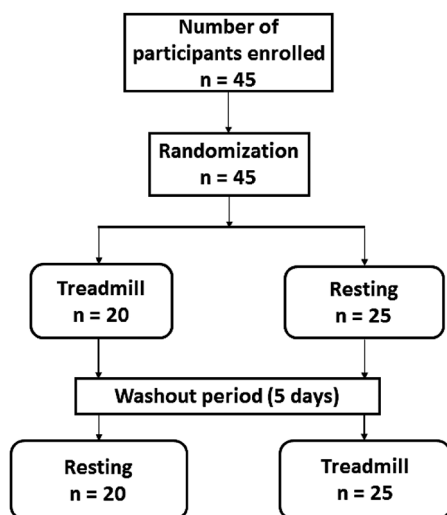 Number of
participants enrolled
n = 45
Randomization
n = 45
Treadmill
n = 20
Resting
n = 25
Washout period (5 days)
Resting
n = 20
Treadmill
n = 25